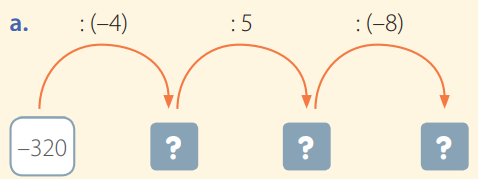 a. : (–4) : 5 : (–8)
–320 ? ? ?